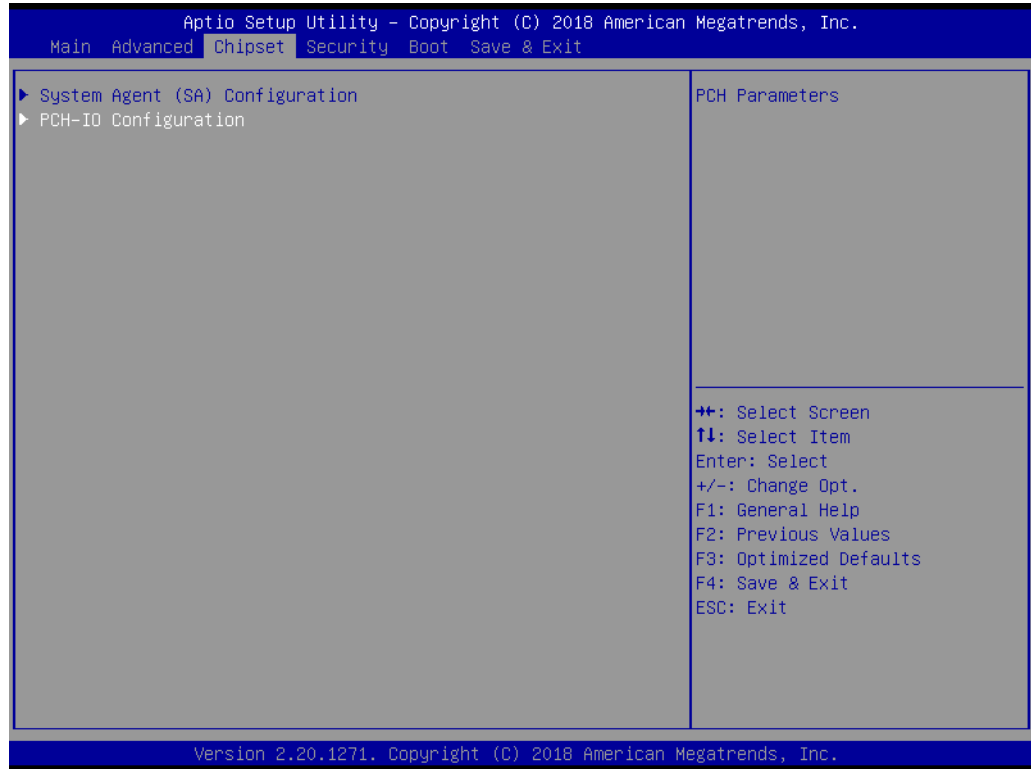 Aptio Setup Utility – Copyright (C) 2018 American Megatrends, Inc.
Main Advanced Chipset Security Boot Save & Exit
▶ System Agent (SA) Configuration
▶ PCH-IO Configuration
PCH Parameters
→←: Select Screen
↑↓: Select Item
Enter: Select
+/-: Change Opt.
F1: General Help
F2: Previous Values
F3: Optimized Defaults
F4: Save & Exit
ESC: Exit
Version 2.20.1271. Copyright (C) 2018 American Megatrends, Inc.